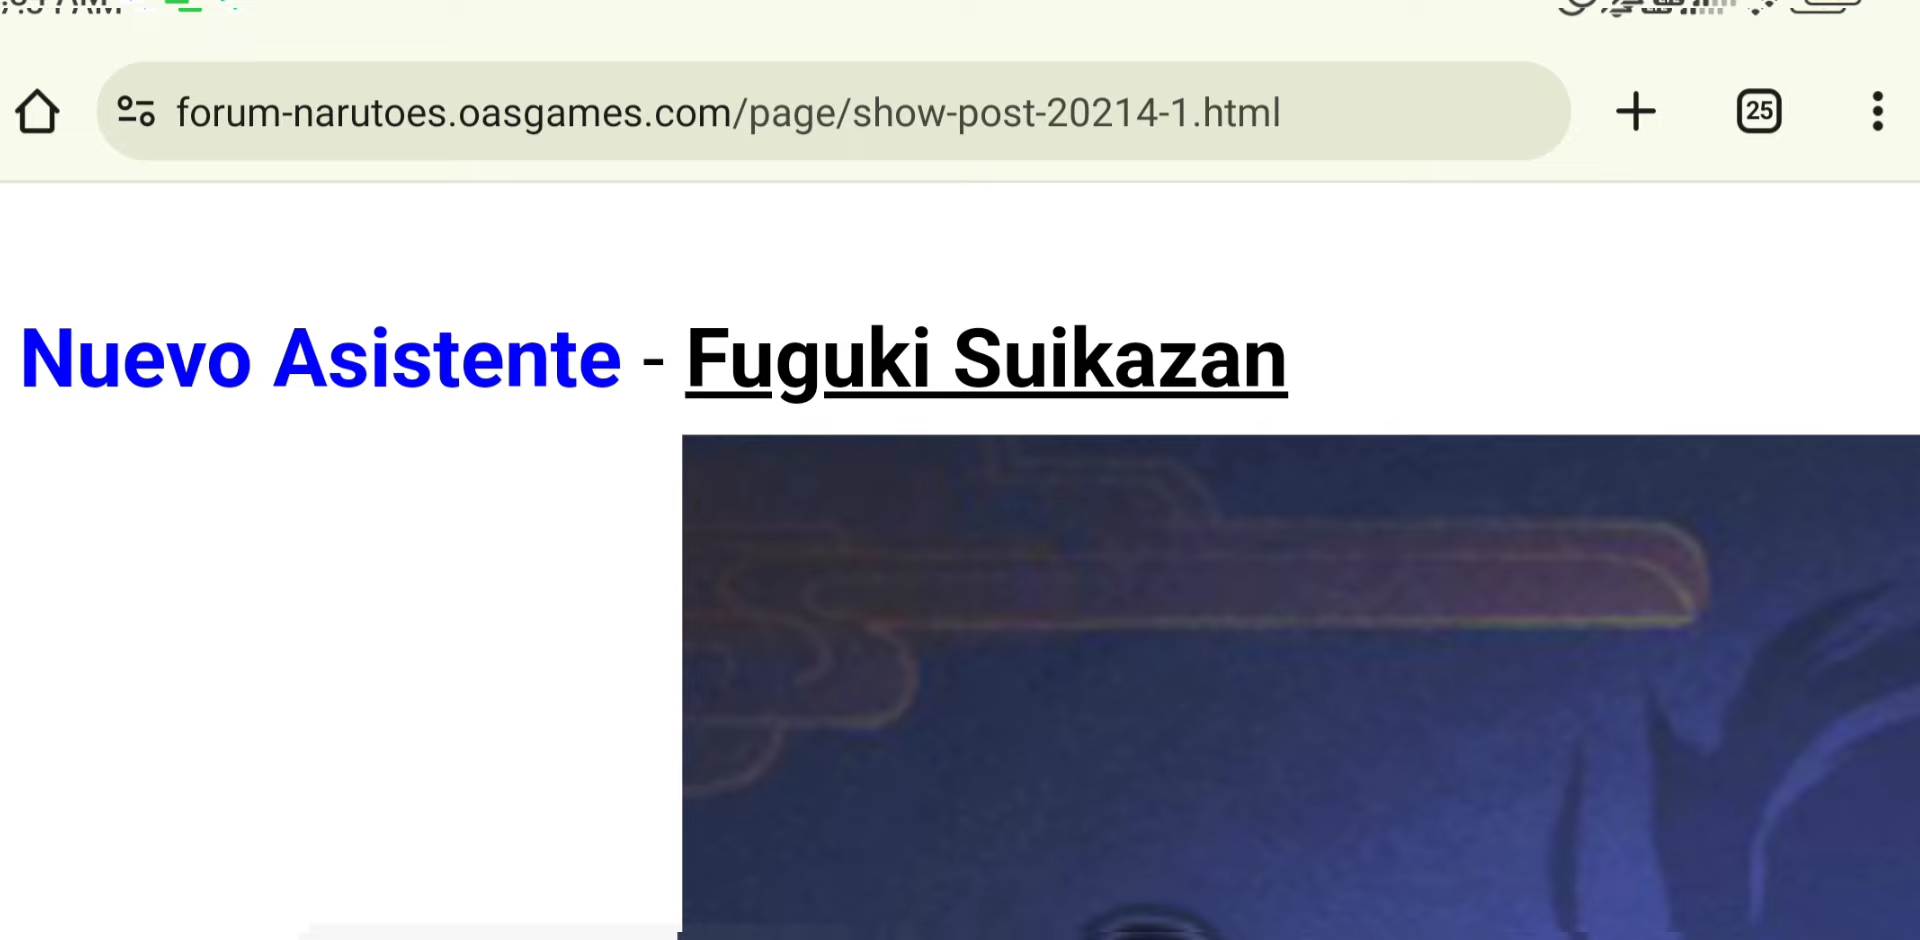 forum-narutoes.oasgames.com/page/show-post-20214-1.html
25
Nuevo Asistente - Fuguki Suikazan